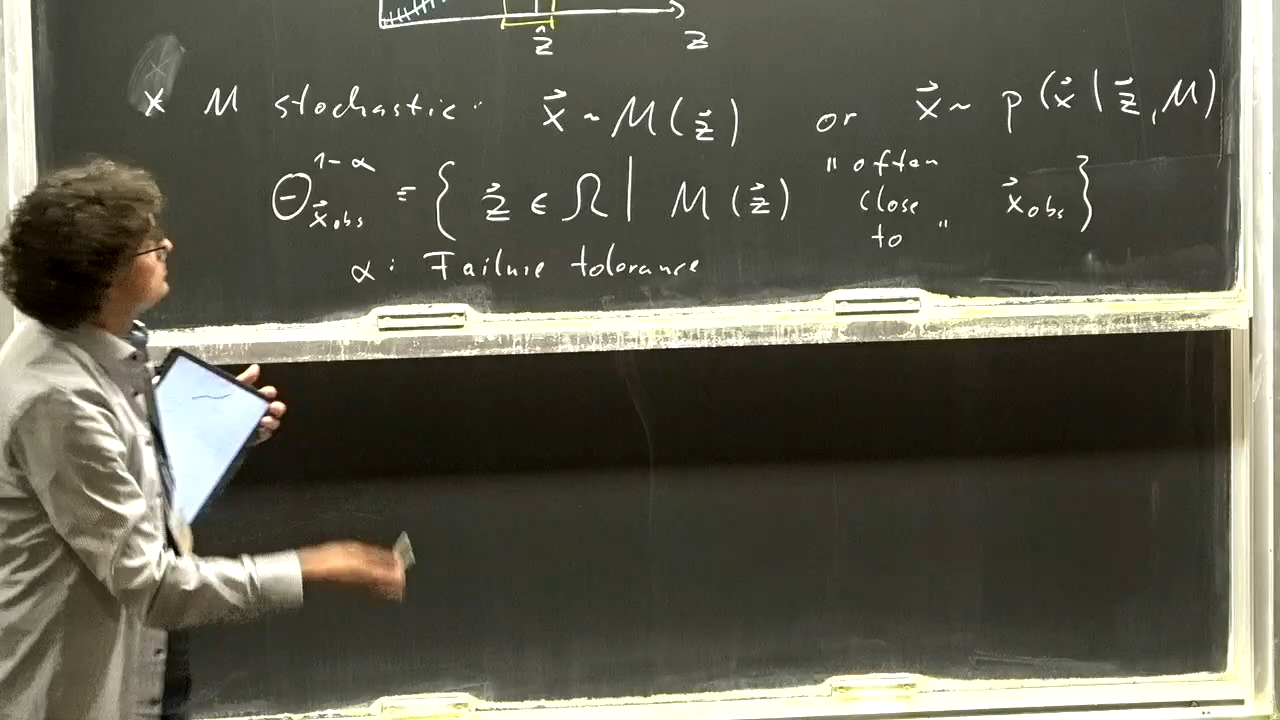 ẑ z
* M stochastic: x⃗ ~ M(z⃗) or x⃗ ~ p(x⃗ | z⃗, M)
Θ^{1-α}_{x⃗obs} = { z⃗ ∈ Ω | M(z⃗) "often close to" x⃗obs }
α: Failure tolerance